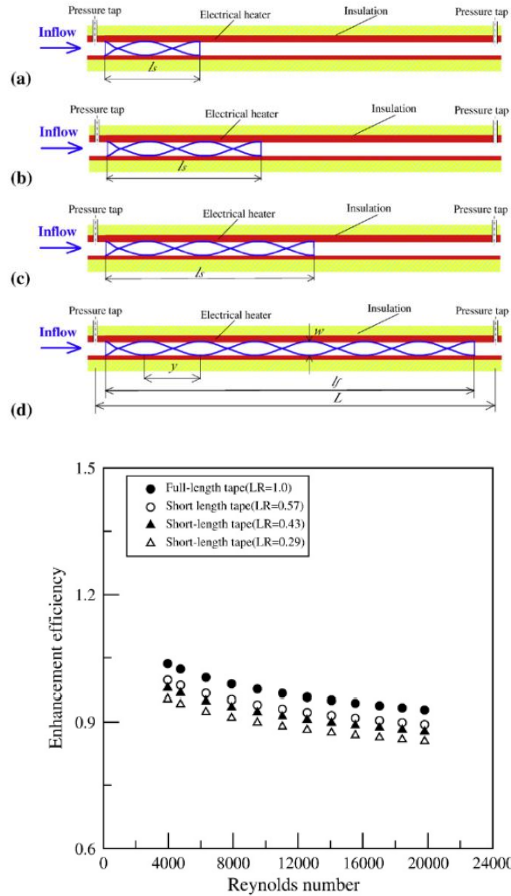 Pressure tap Electrical heater Insulation Pressure tap
Inflow
(a) ls
Pressure tap Electrical heater Insulation Pressure tap
Inflow
(b) ls
Pressure tap Electrical heater Insulation Pressure tap
Inflow
(c) ls
Pressure tap Electrical heater w Insulation Pressure tap
Inflow
y lf
(d) L
1.5
Full-length tape(LR=1.0)
Short length tape(LR=0.57)
Short-length tape(LR=0.43)
Short-length tape(LR=0.29)
1.2
Enhancement efficiency
0.9
0.6
0 4000 8000 12000 16000 20000 24000
Reynolds number